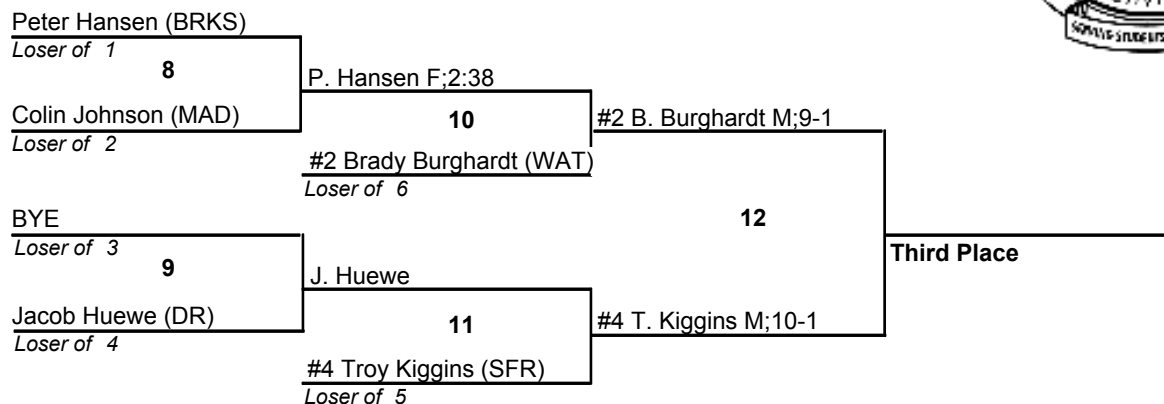 Peter Hansen (BRKS)
Loser of 1
8
P. Hansen F;2:38
Colin Johnson (MAD)
Loser of 2
10
#2 B. Burghardt M;9-1
#2 Brady Burghardt (WAT)
Loser of 6
BYE
Loser of 3
12
9
Third Place
J. Huewe
Jacob Huewe (DR)
Loser of 4
11
#4 T. Kiggins M;10-1
#4 Troy Kiggins (SFR)
Loser of 5
SERVING STUDENTS